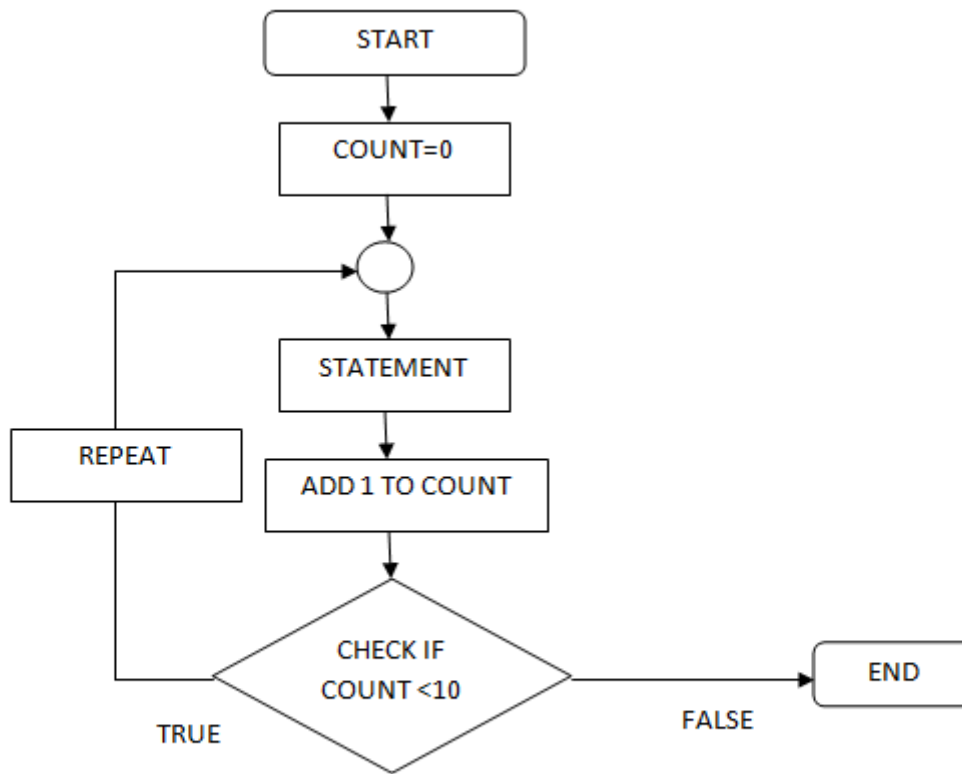 START
COUNT=0
STATEMENT
REPEAT
ADD 1 TO COUNT
CHECK IF
COUNT <10
END
TRUE
FALSE